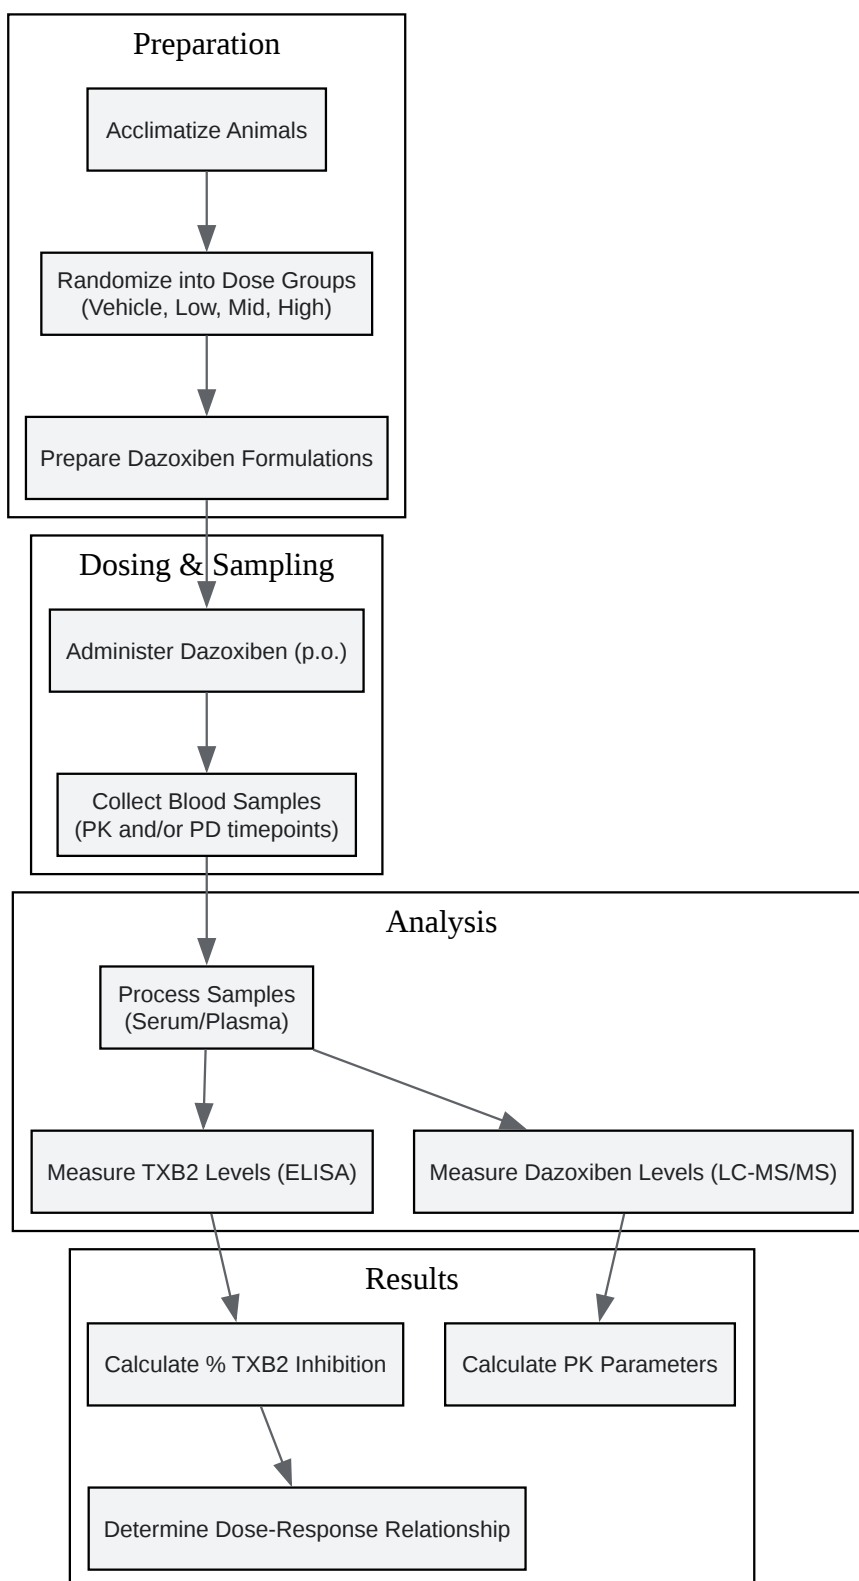 Preparation
Acclimatize Animals
Randomize into Dose Groups
(Vehicle, Low, Mid, High)
Prepare Dazoxiben Formulations
Dosing & Sampling
Administer Dazoxiben (p.o.)
Collect Blood Samples
(PK and/or PD timepoints)
Analysis
Process Samples
(Serum/Plasma)
Measure TXB2 Levels (ELISA)
Measure Dazoxiben Levels (LC-MS/MS)
Results
Calculate % TXB2 Inhibition
Calculate PK Parameters
Determine Dose-Response Relationship